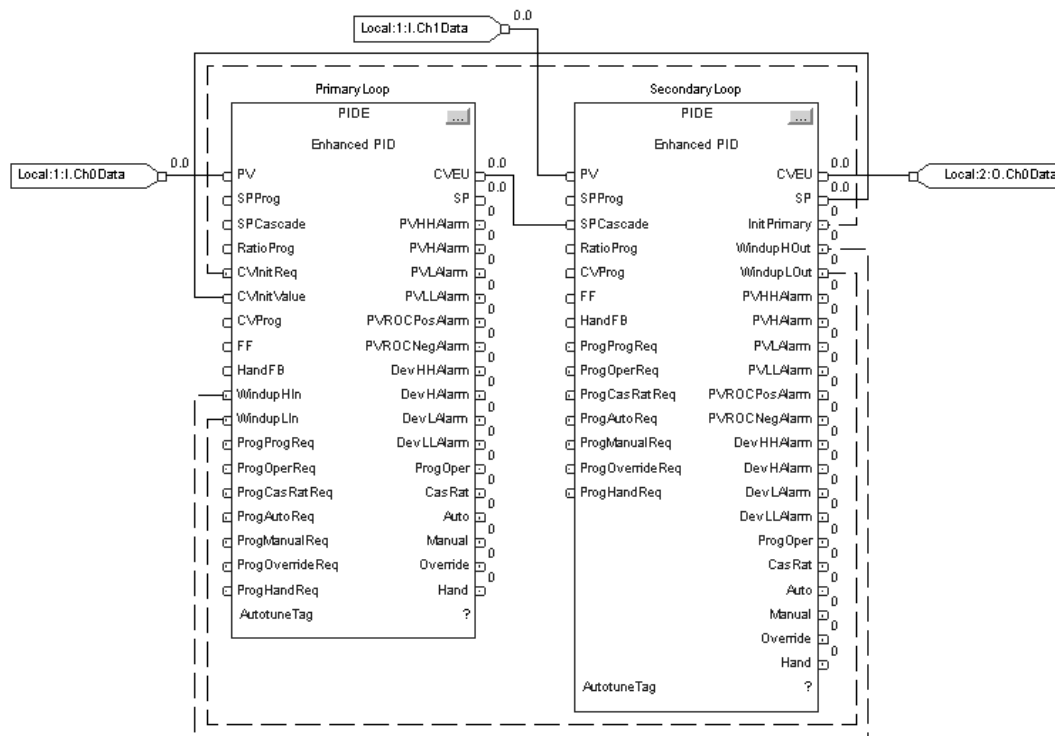 0.0
Local:1:I.Ch1Data
Primary Loop
Secondary Loop
PIDE
...
PIDE
...
Enhanced PID
Enhanced PID
0.0
Local:1:I.Ch0Data
PV
CVEU
0.0
SPProg
SP
0.0
SPCascade
PVHHAlarm
0
RatioProg
PVHAlarm
0
CVInitReq
PVLAlarm
0
CVInitValue
PVLLAlarm
0
CVProg
PVROCPosAlarm
0
FF
PVROCNegAlarm
0
HandFB
DevHHAlarm
0
WindupHIn
DevHAlarm
0
WindupLIn
DevLAlarm
0
ProgProgReq
DevLLAlarm
0
ProgOperReq
ProgOper
0
ProgCasRatReq
CasRat
0
ProgAutoReq
Auto
0
ProgManualReq
Manual
0
ProgOverrideReq
Override
0
ProgHandReq
Hand
0
AutotuneTag
?
PV
CVEU
0.0
Local:2:O.Ch0Data
SPProg
SP
0.0
SPCascade
InitPrimary
0
RatioProg
WindupHOut
0
CVProg
WindupLOut
0
FF
PVHHAlarm
0
HandFB
PVHAlarm
0
ProgProgReq
PVLAlarm
0
ProgOperReq
PVLLAlarm
0
ProgCasRatReq
PVROCPosAlarm
0
ProgAutoReq
PVROCNegAlarm
0
ProgManualReq
DevHHAlarm
0
ProgOverrideReq
DevHAlarm
0
ProgHandReq
DevLAlarm
0
DevLLAlarm
0
ProgOper
0
CasRat
0
Auto
0
Manual
0
Override
0
Hand
0
AutotuneTag
?